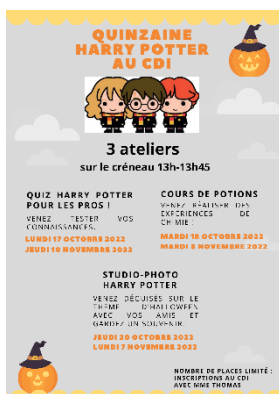 QUINZAINE
HARRY POTTER
AU CDI
3 ateliers
sur le créneau 13h-13h45
QUIZ HARRY POTTER
POUR LES PROS !
VENEZ TESTER VOS
CONNAISSANCES.
LUNDI 17 OCTOBRE 2022
JEUDI 10 NOVEMBRE 2022
COURS DE POTIONS
VENEZ RÉALISER DES
EXPÉRIENCES DE
CHIMIE !
MARDI 18 OCTOBRE 2022
MARDI 8 NOVEMBRE 2022
STUDIO-PHOTO
HARRY POTTER
VENEZ DÉGUISÉS SUR LE
THÈME D'HALLOWEEN
AVEC VOS AMIS ET
GARDEZ UN SOUVENIR.
JEUDI 20 OCTOBRE 2022
LUNDI 7 NOVEMBRE 2022
NOMBRE DE PLACES LIMITÉ :
INSCRIPTIONS AU CDI
AVEC MME THOMAS